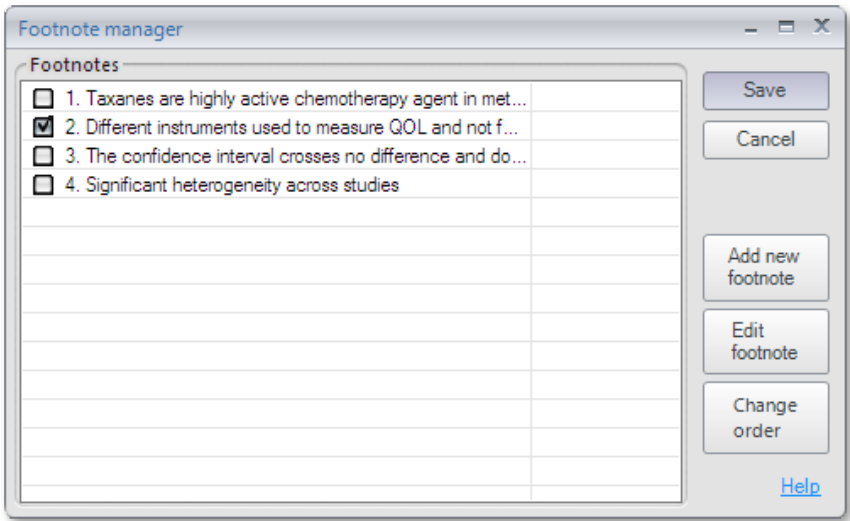 Footnote manager
Footnotes
1. Taxanes are highly active chemotherapy agent in met...
2. Different instruments used to measure QOL and not f...
3. The confidence interval crosses no difference and do...
4. Significant heterogeneity across studies
Save
Cancel
Add new
footnote
Edit
footnote
Change
order
Help